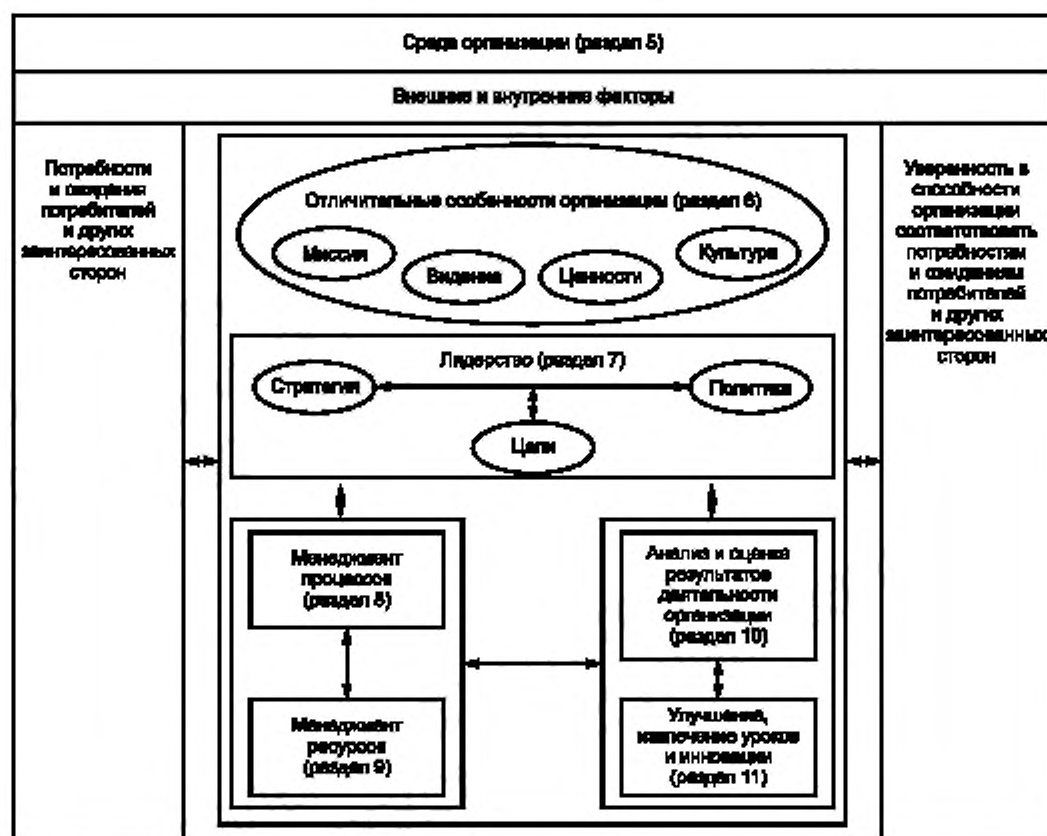 Среда организации (раздел 5)
Внешние и внутренние факторы
Потребности
и ожидания
потребителей
и других
заинтересованных
сторон
Отличительные особенности организации (раздел 6)
Миссия
Видение
Ценности
Культура
Лидерство (раздел 7)
Стратегия
Политика
Цели
Менеджмент
процессов
(раздел 8)
Менеджмент
ресурсов
(раздел 9)
Анализ и оценка
результатов
деятельности
организации
(раздел 10)
Улучшение,
извлечение уроков
и инновации
(раздел 11)
Уверенность в
способности
организации
соответствовать
потребностям
и ожиданиям
потребителей
и других
заинтересованных
сторон